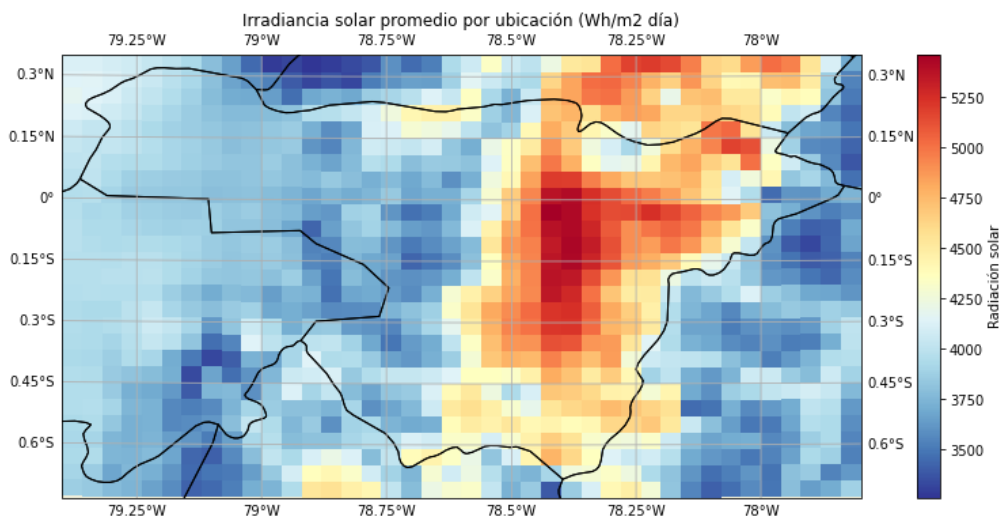 Irradiancia solar promedio por ubicación (Wh/m2 día)
79.25°W 79°W 78.75°W 78.5°W 78.25°W 78°W
0.3°N 0.3°N
0.15°N 0.15°N
0° 0°
0.15°S 0.15°S
0.3°S 0.3°S
0.45°S 0.45°S
0.6°S 0.6°S
79.25°W 79°W 78.75°W 78.5°W 78.25°W 78°W
5250
5000
4750
4500
4250
4000
3750
3500
Radiación solar